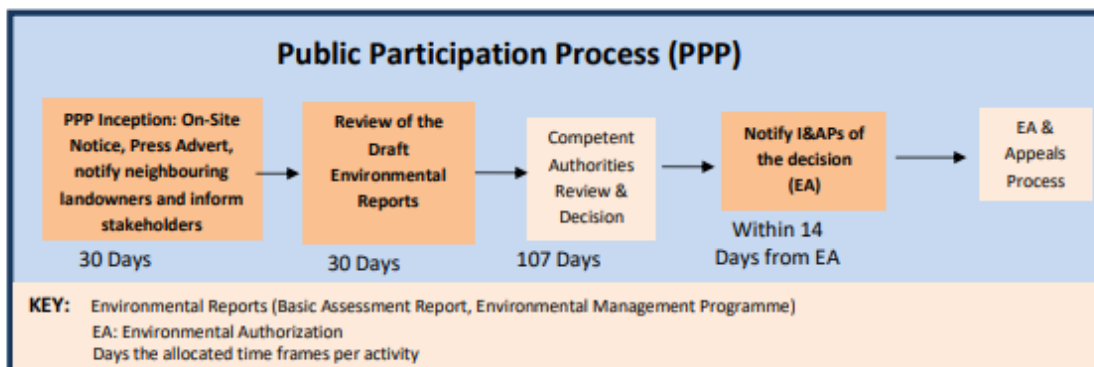 Public Participation Process (PPP)
PPP Inception: On-Site
Notice, Press Advert,
notify neighbouring
landowners and inform
stakeholders
30 Days
Review of the
Draft
Environmental
Reports
30 Days
Competent
Authorities
Review &
Decision
107 Days
Notify I&APs of
the decision
(EA)
Within 14
Days from EA
EA &
Appeals
Process
KEY: Environmental Reports (Basic Assessment Report, Environmental Management Programme)
EA: Environmental Authorization
Days the allocated time frames per activity